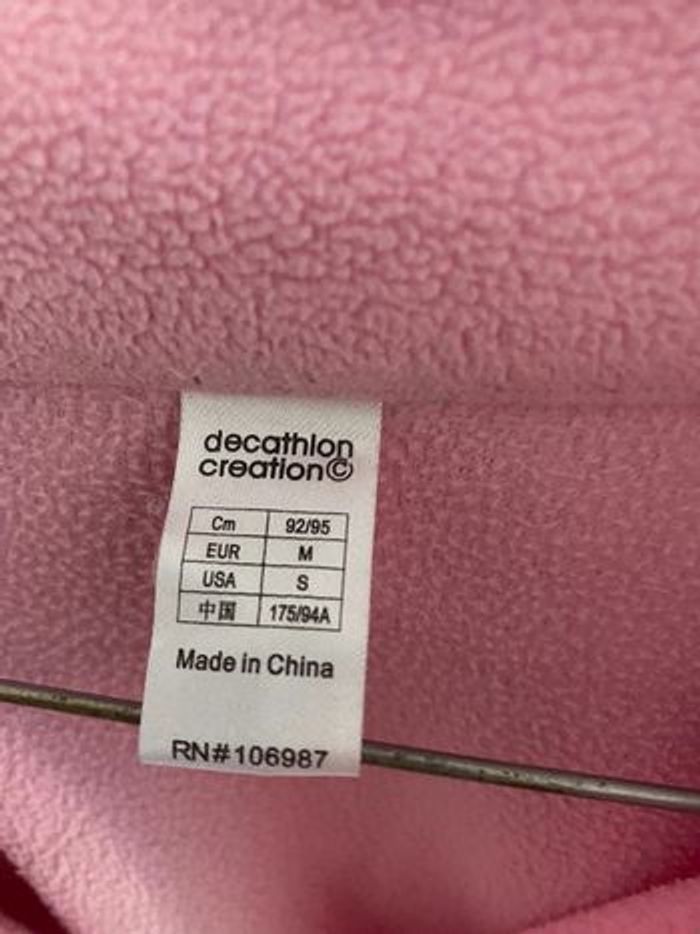 decathlon
creation©
Cm 92/95
EUR M
USA S
中国 175/94A
Made in China
RN#106987